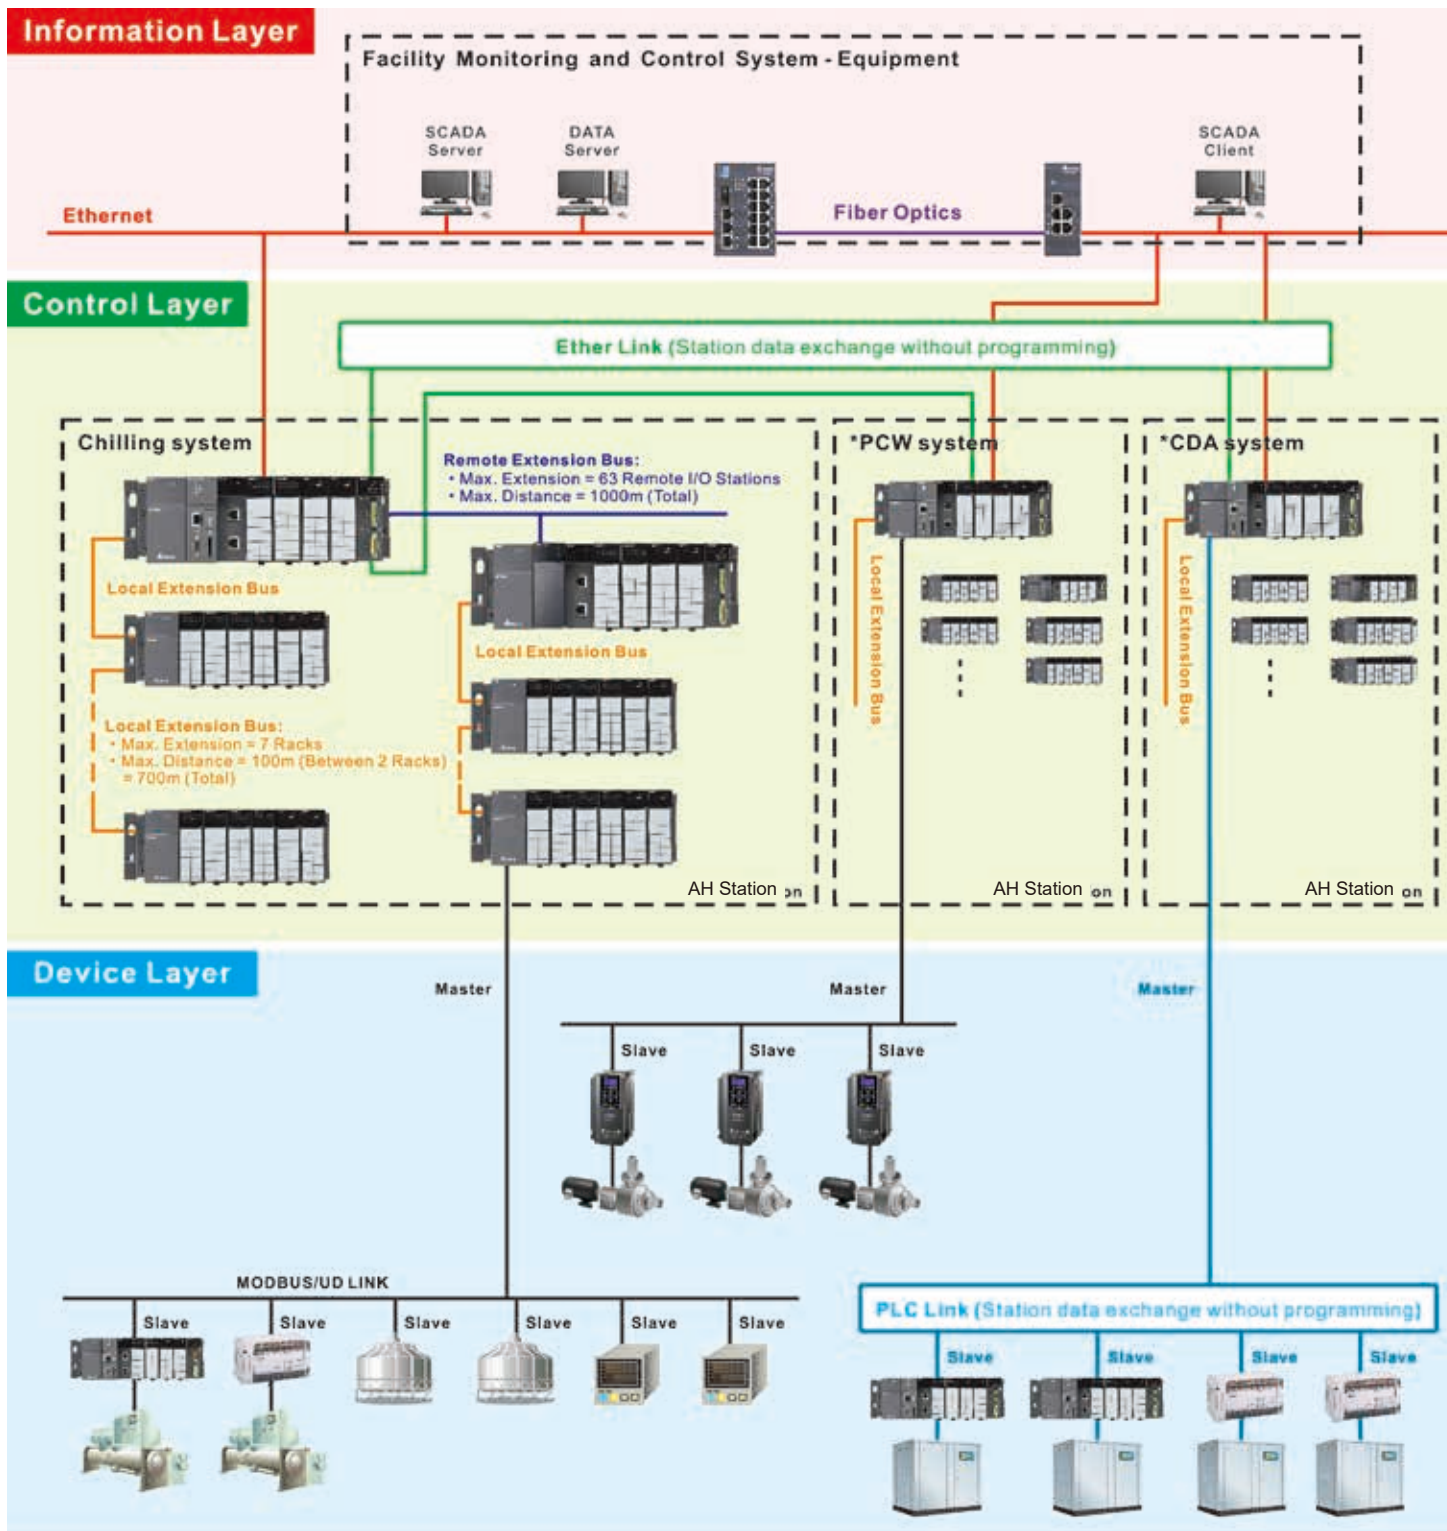 Information Layer
Facility Monitoring and Control System - Equipment
SCADA
Server
DATA
Server
SCADA
Client
Ethernet
Fiber Optics
Control Layer
Ether Link (Station data exchange without programming)
Chilling system
Remote Extension Bus:
• Max. Extension = 63 Remote I/O Stations
• Max. Distance = 1000m (Total)
*PCW system
*CDA system
Local Extension Bus
Local Extension Bus
Local Extension Bus
Local Extension Bus
Local Extension Bus:
• Max. Extension = 7 Racks
• Max. Distance = 100m (Between 2 Racks)
= 700m (Total)
AH Station on
AH Station on
AH Station on
Device Layer
Master
Master
Master
Slave
Slave
Slave
MODBUS/UD LINK
Slave
Slave
Slave
Slave
Slave
Slave
PLC Link (Station data exchange without programming)
Slave
Slave
Slave
Slave